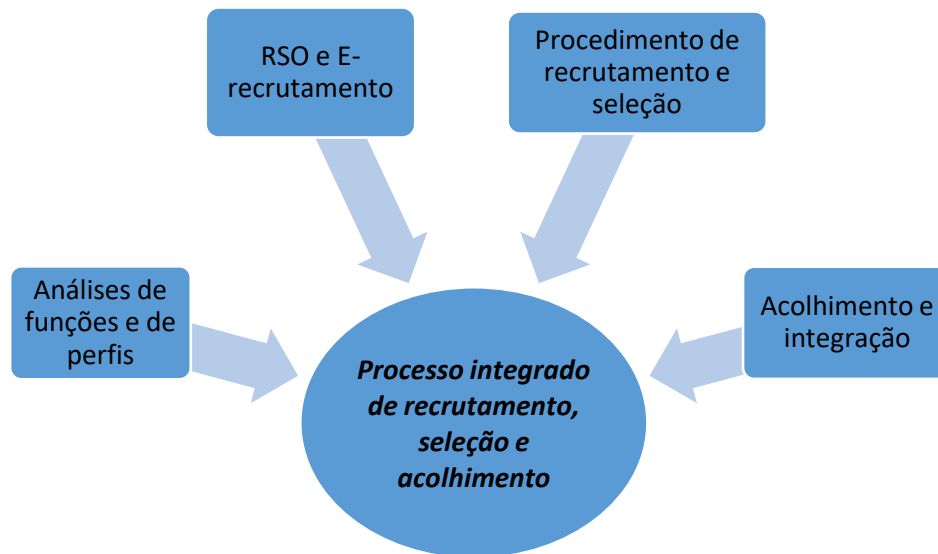 RSO e E-
recrutamento
Procedimento de
recrutamento e
seleção
Análises de
funções e de
perfis
Acolhimento e
integração
Processo integrado
de recrutamento,
seleção e
acolhimento